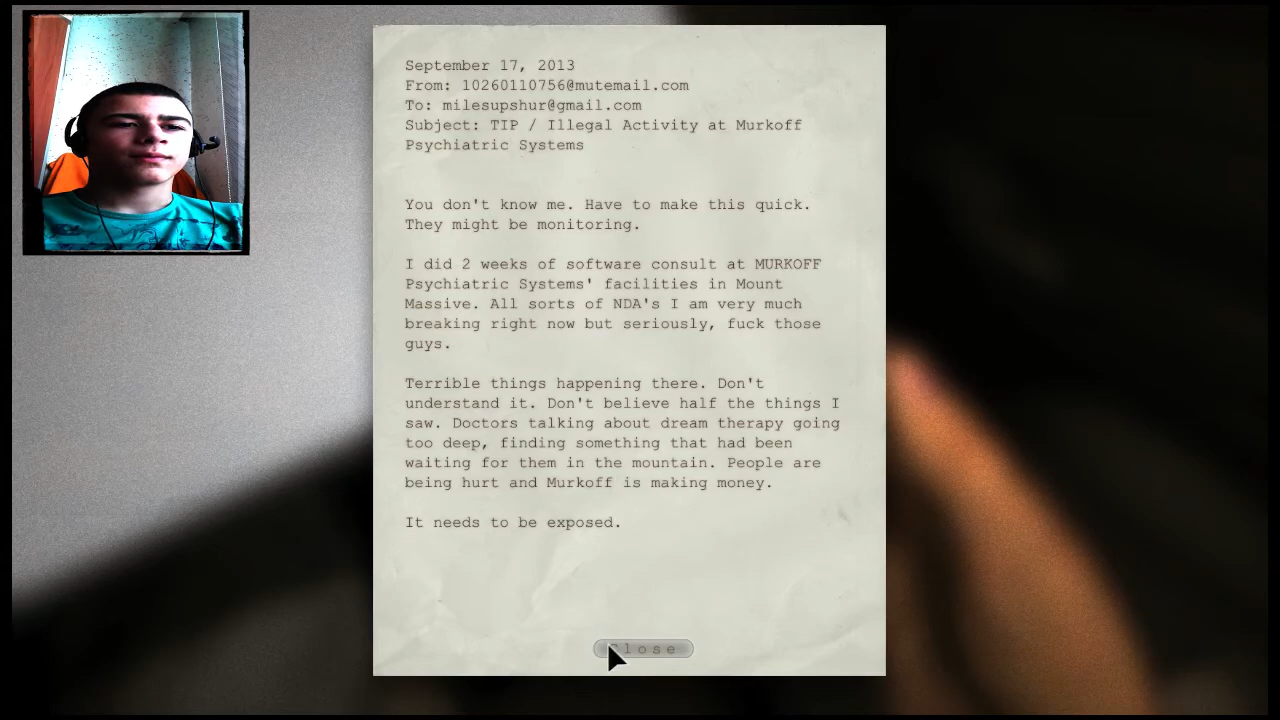 September 17, 2013
From: 10260110756@mutemail.com
To: milesupshur@gmail.com
Subject: TIP / Illegal Activity at Murkoff
Psychiatric Systems
You don't know me. Have to make this quick.
They might be monitoring.
I did 2 weeks of software consult at MURKOFF
Psychiatric Systems' facilities in Mount
Massive. All sorts of NDA's I am very much
breaking right now but seriously, fuck those
guys.
Terrible things happening there. Don't
understand it. Don't believe half the things I
saw. Doctors talking about dream therapy going
too deep, finding something that had been
waiting for them in the mountain. People are
being hurt and Murkoff is making money.
It needs to be exposed.
Close